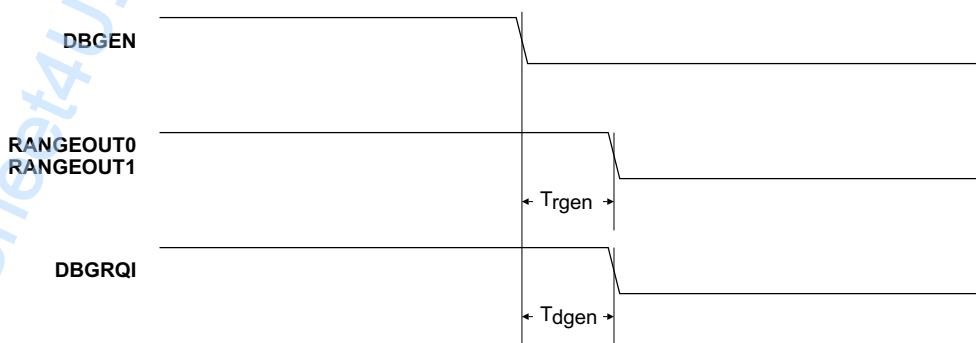 DBGEN
RANGEOUT0
RANGEOUT1
Trgen
DBGRQI
Tdgen